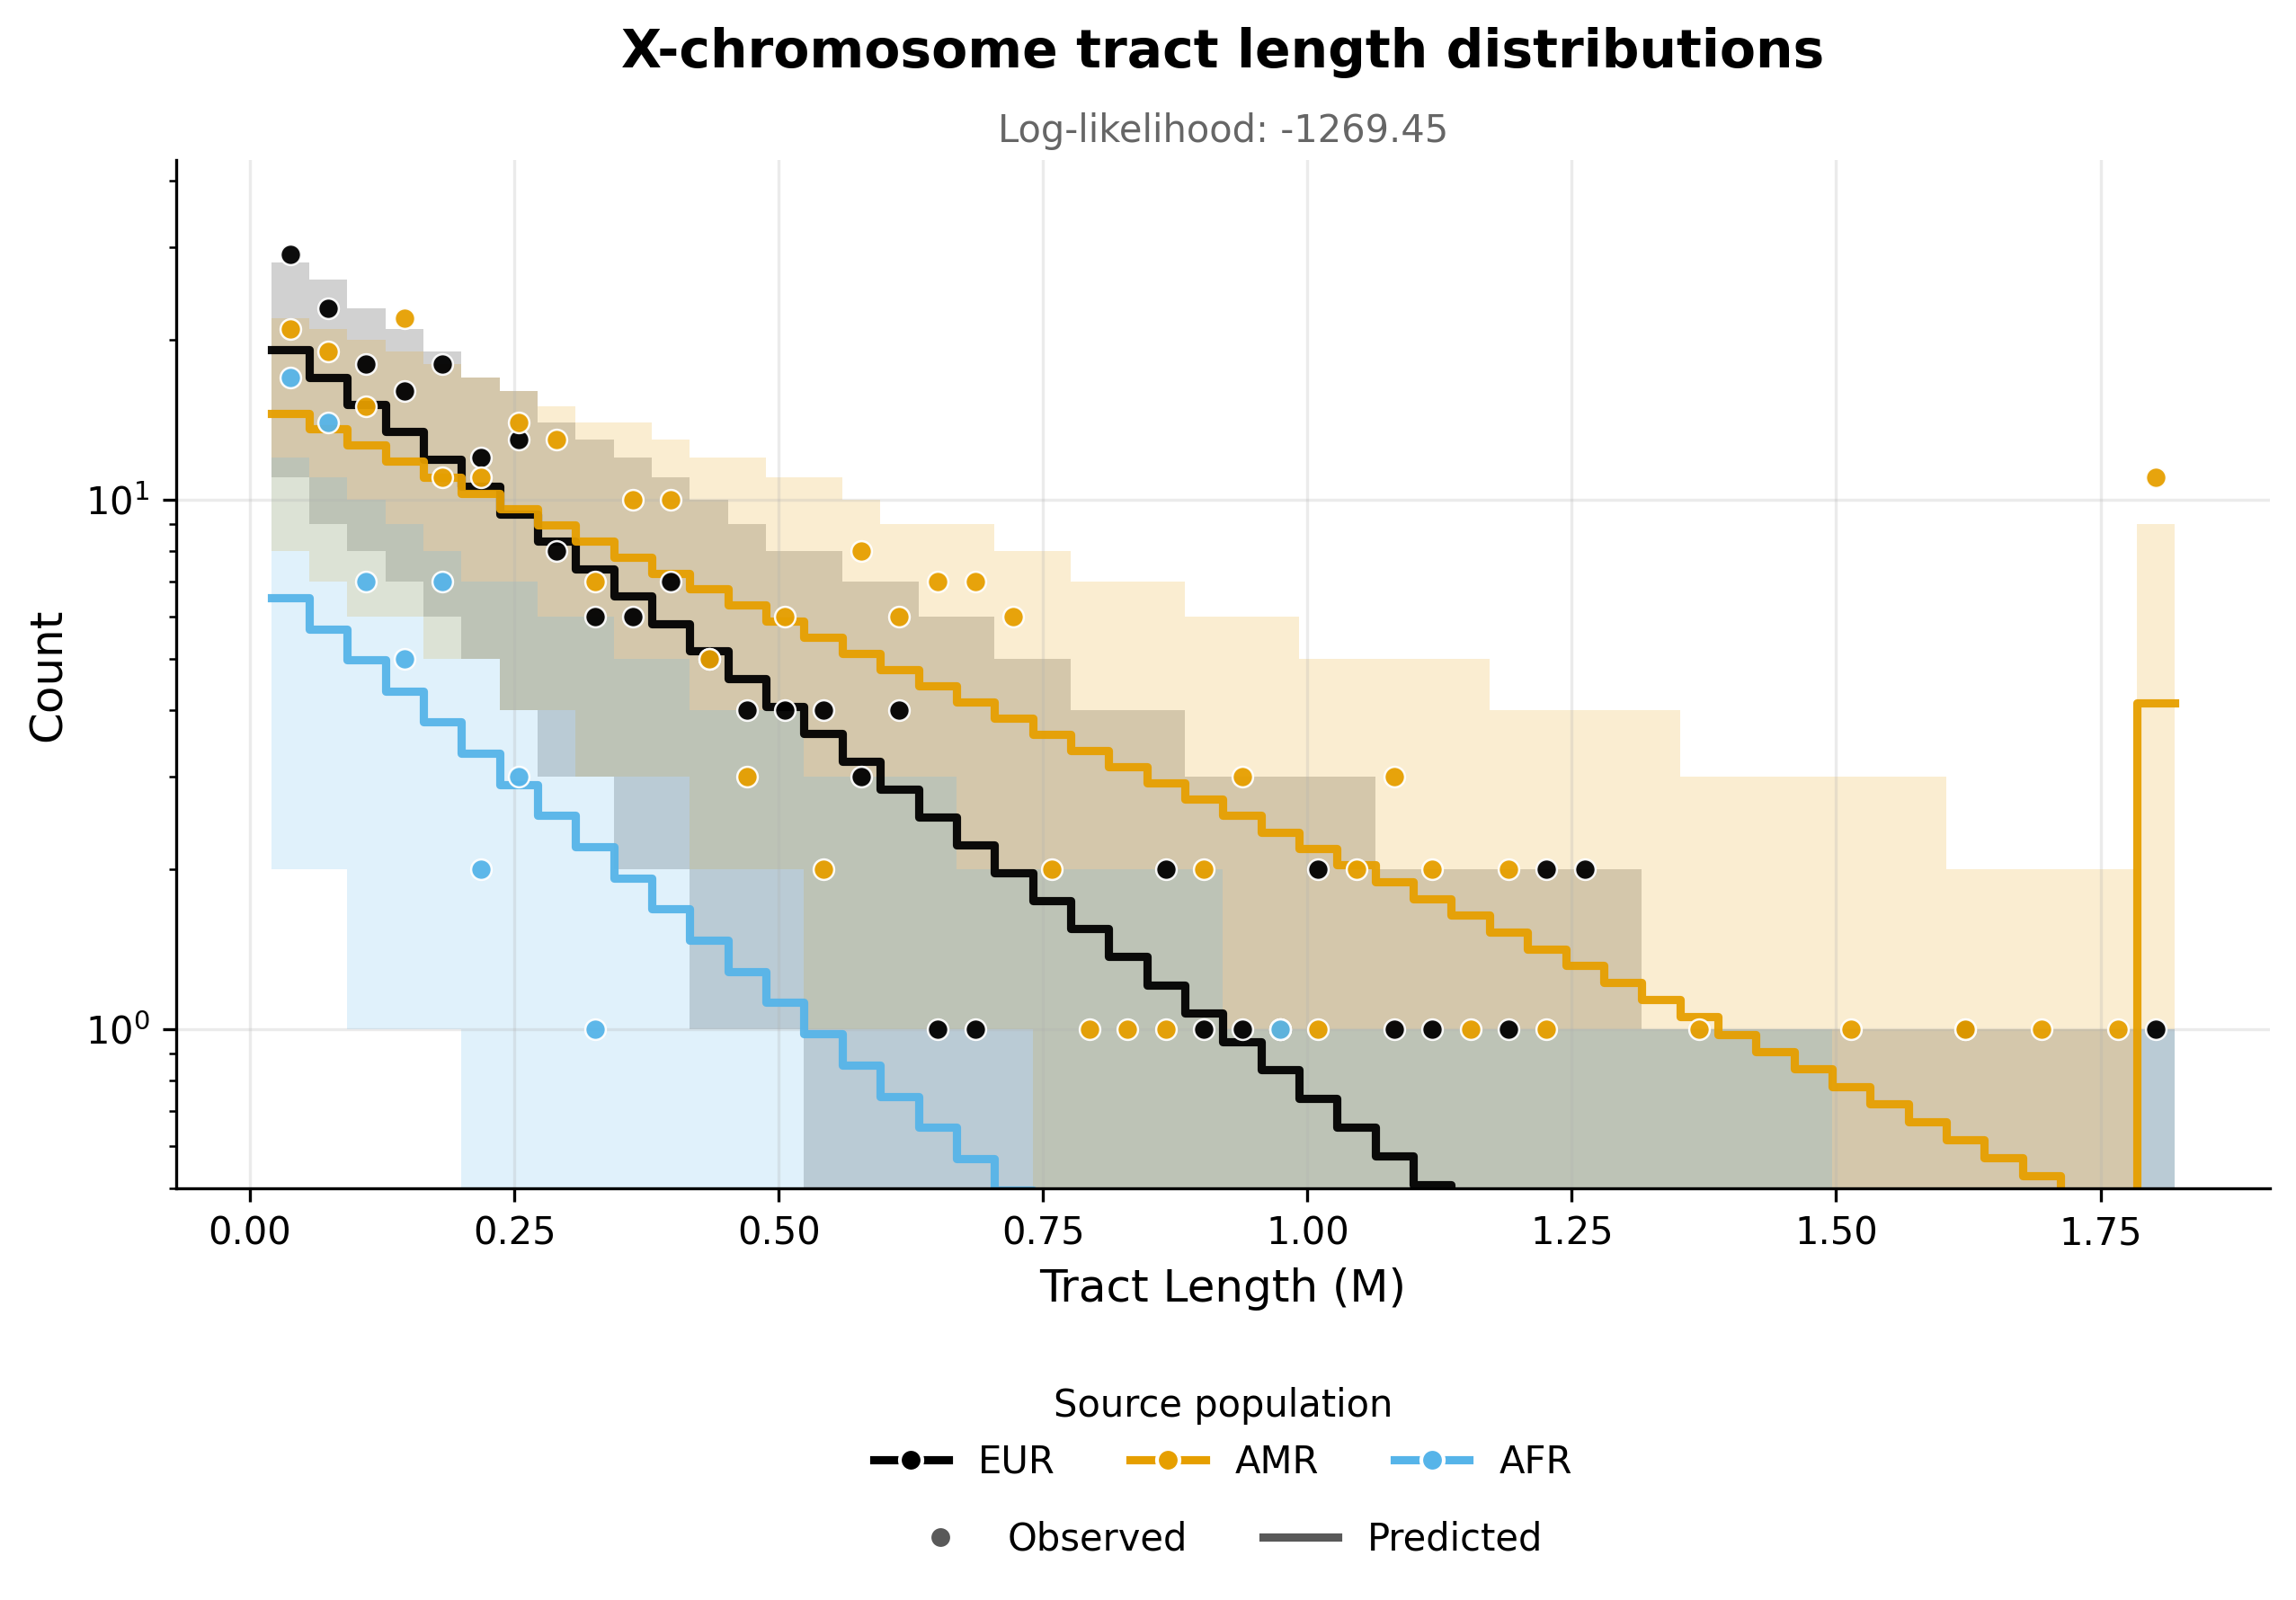 X-chromosome tract length distributions
Log-likelihood: -1269.45
Count
10¹
10⁰
0.00 0.25 0.50 0.75 1.00 1.25 1.50 1.75
Tract Length (M)
Source population
EUR AMR AFR
Observed Predicted